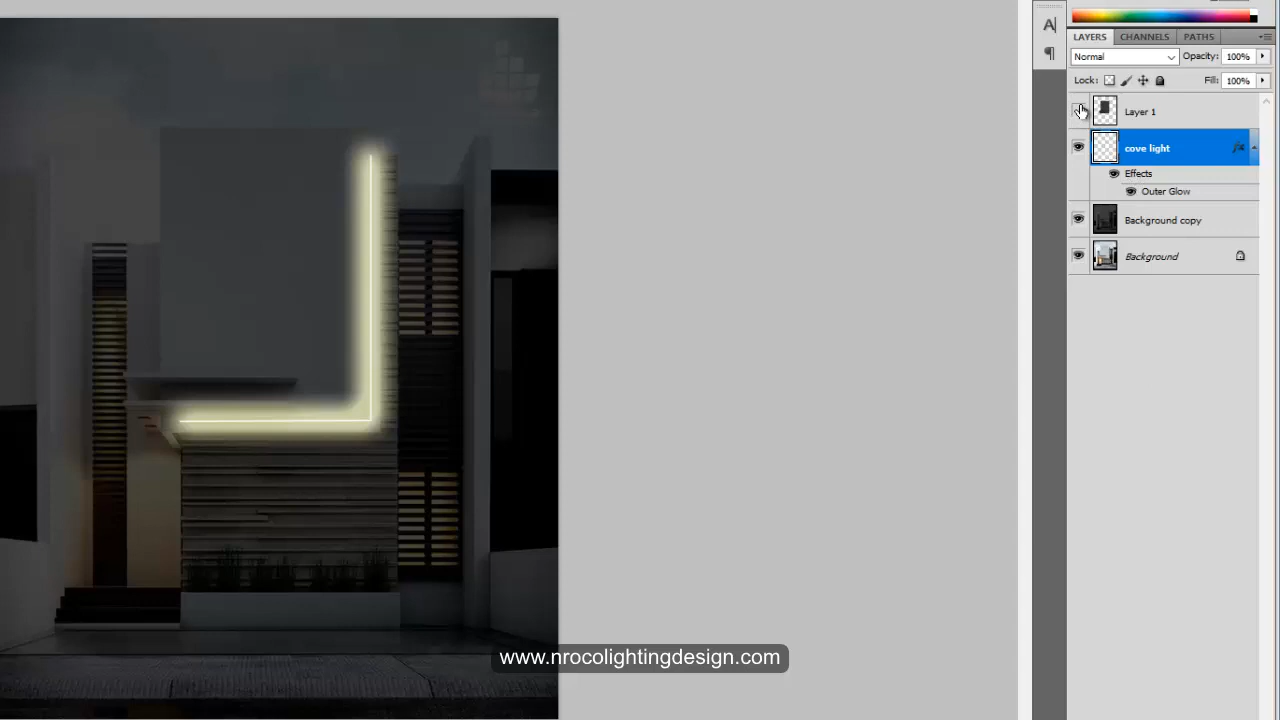 A
LAYERS CHANNELS PATHS
Normal Opacity: 100%
Lock: Fill: 100%
Layer 1
cove light fx
Effects
Outer Glow
Background copy
Background
www.nrocolightingdesign.com